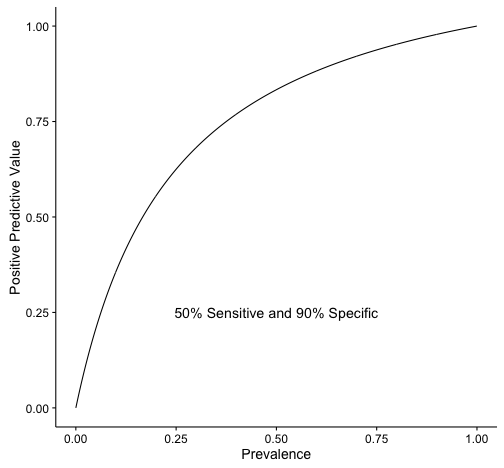 1.00
0.75
0.50
0.25
0.00
Positive Predictive Value
50% Sensitive and 90% Specific
0.00 0.25 0.50 0.75 1.00
Prevalence